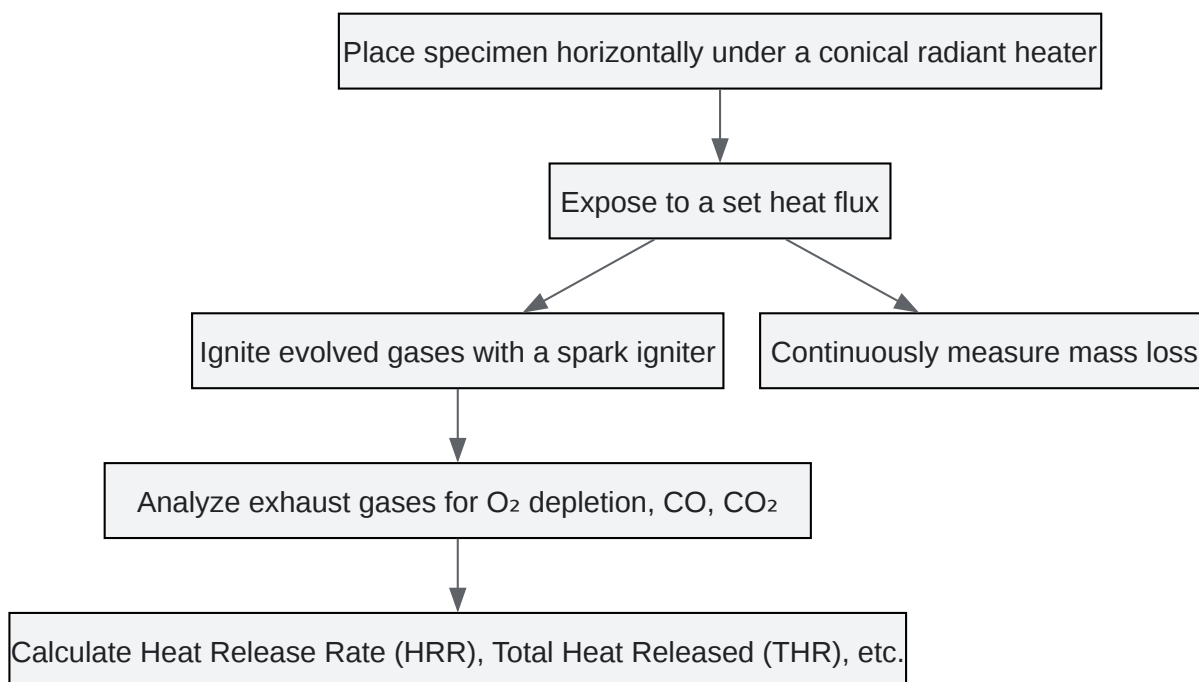 Place specimen horizontally under a conical radiant heater
Expose to a set heat flux
Ignite evolved gases with a spark igniter
Continuously measure mass loss
Analyze exhaust gases for O₂ depletion, CO, CO₂
Calculate Heat Release Rate (HRR), Total Heat Released (THR), etc.